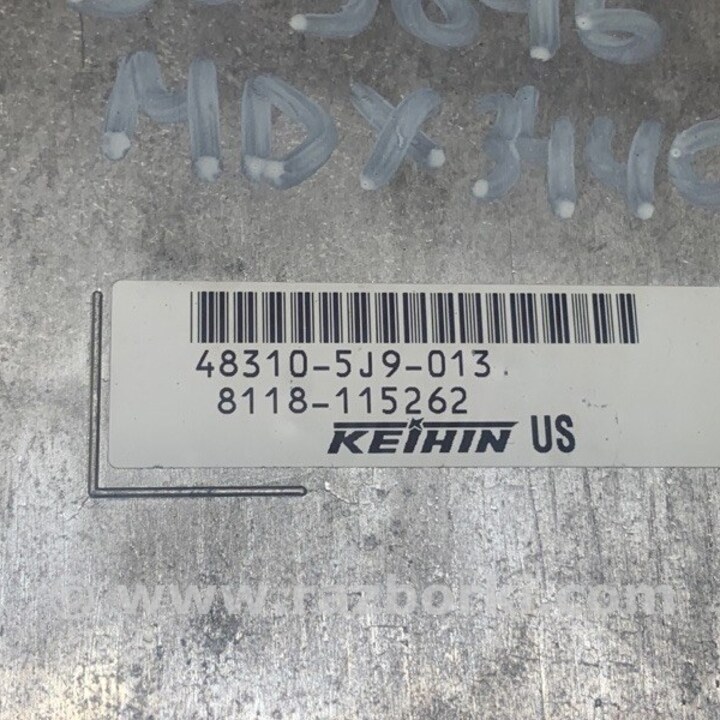 MDX
48310-5J9-013
8118-115262
KEIHIN US
© www.razborka.com